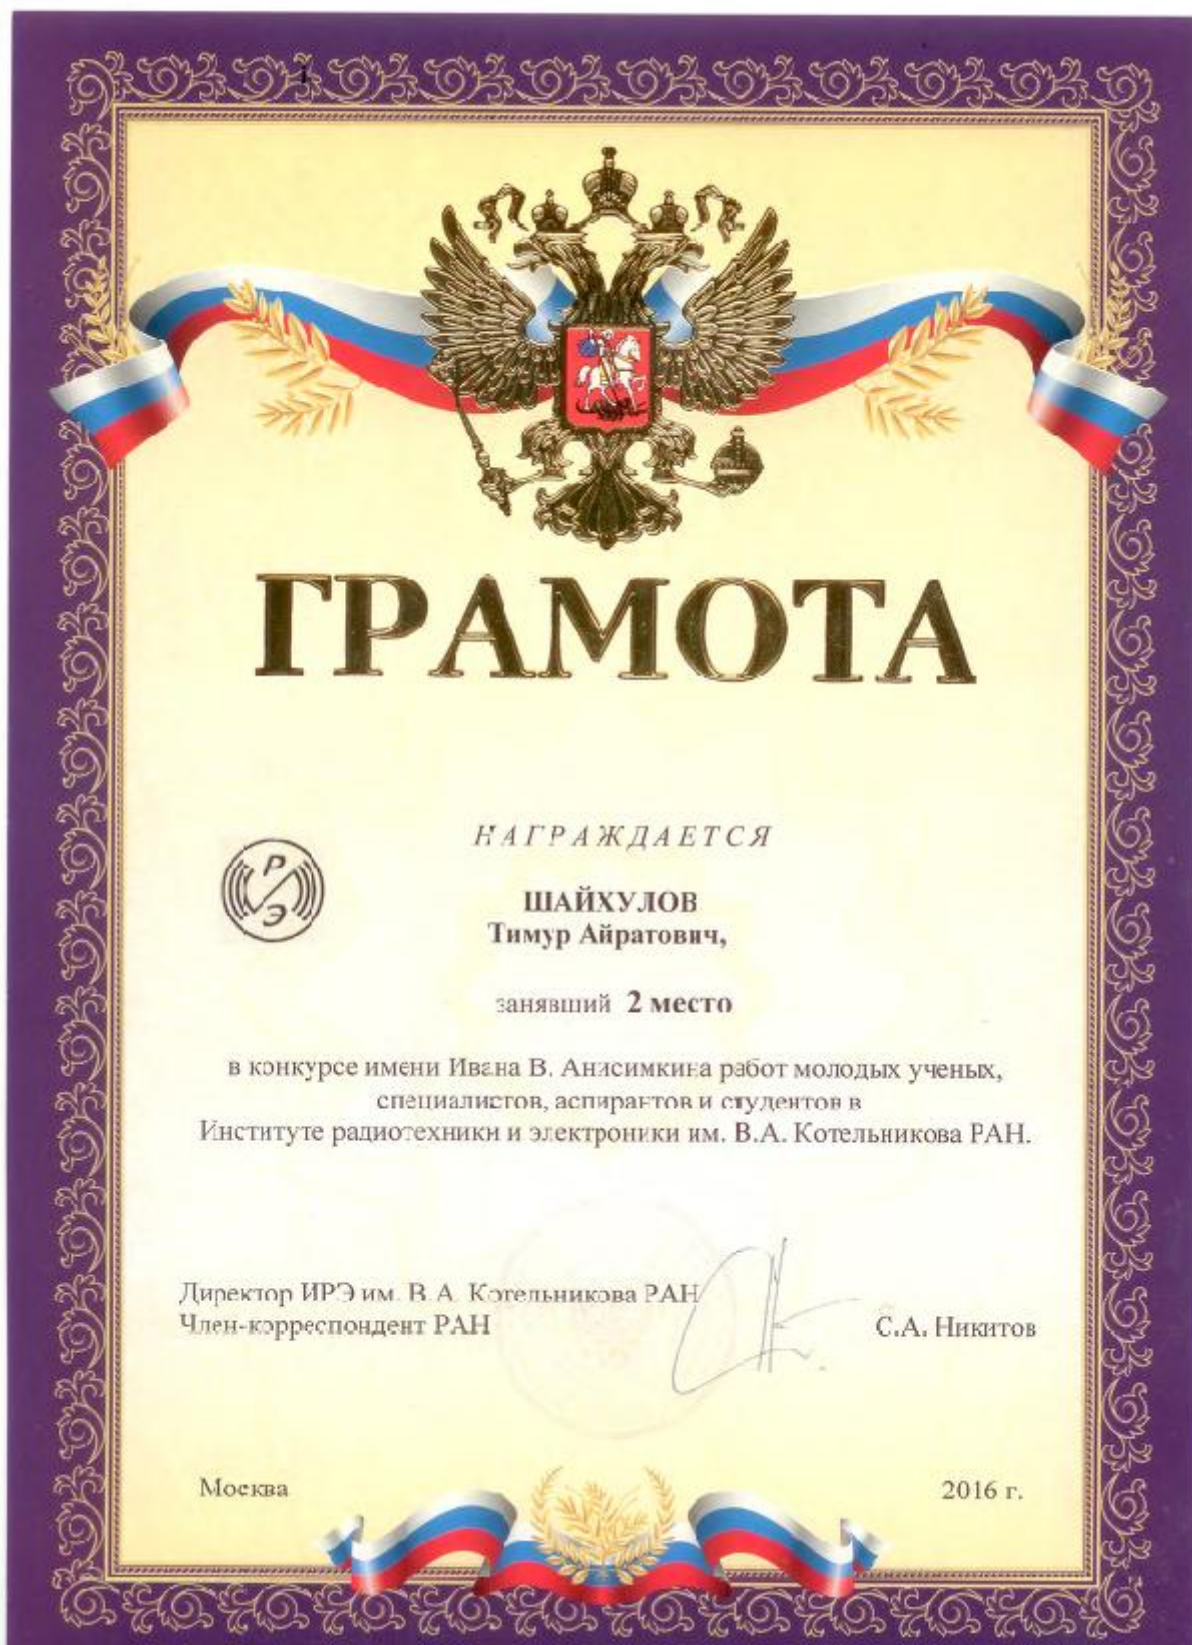 ГРАМОТА
НАГРАЖДАЕТСЯ
Р
Э
ШАЙХУЛОВ
Тимур Айратович,
занявший 2 место
в конкурсе имени Ивана В. Анисимкина работ молодых ученых,
специалистов, аспирантов и студентов в
Институте радиотехники и электроники им. В.А. Котельникова РАН.
Директор ИРЭ им. В.А. Котельникова РАН
Член-корреспондент РАН
С.А. Никитов
Москва
2016 г.